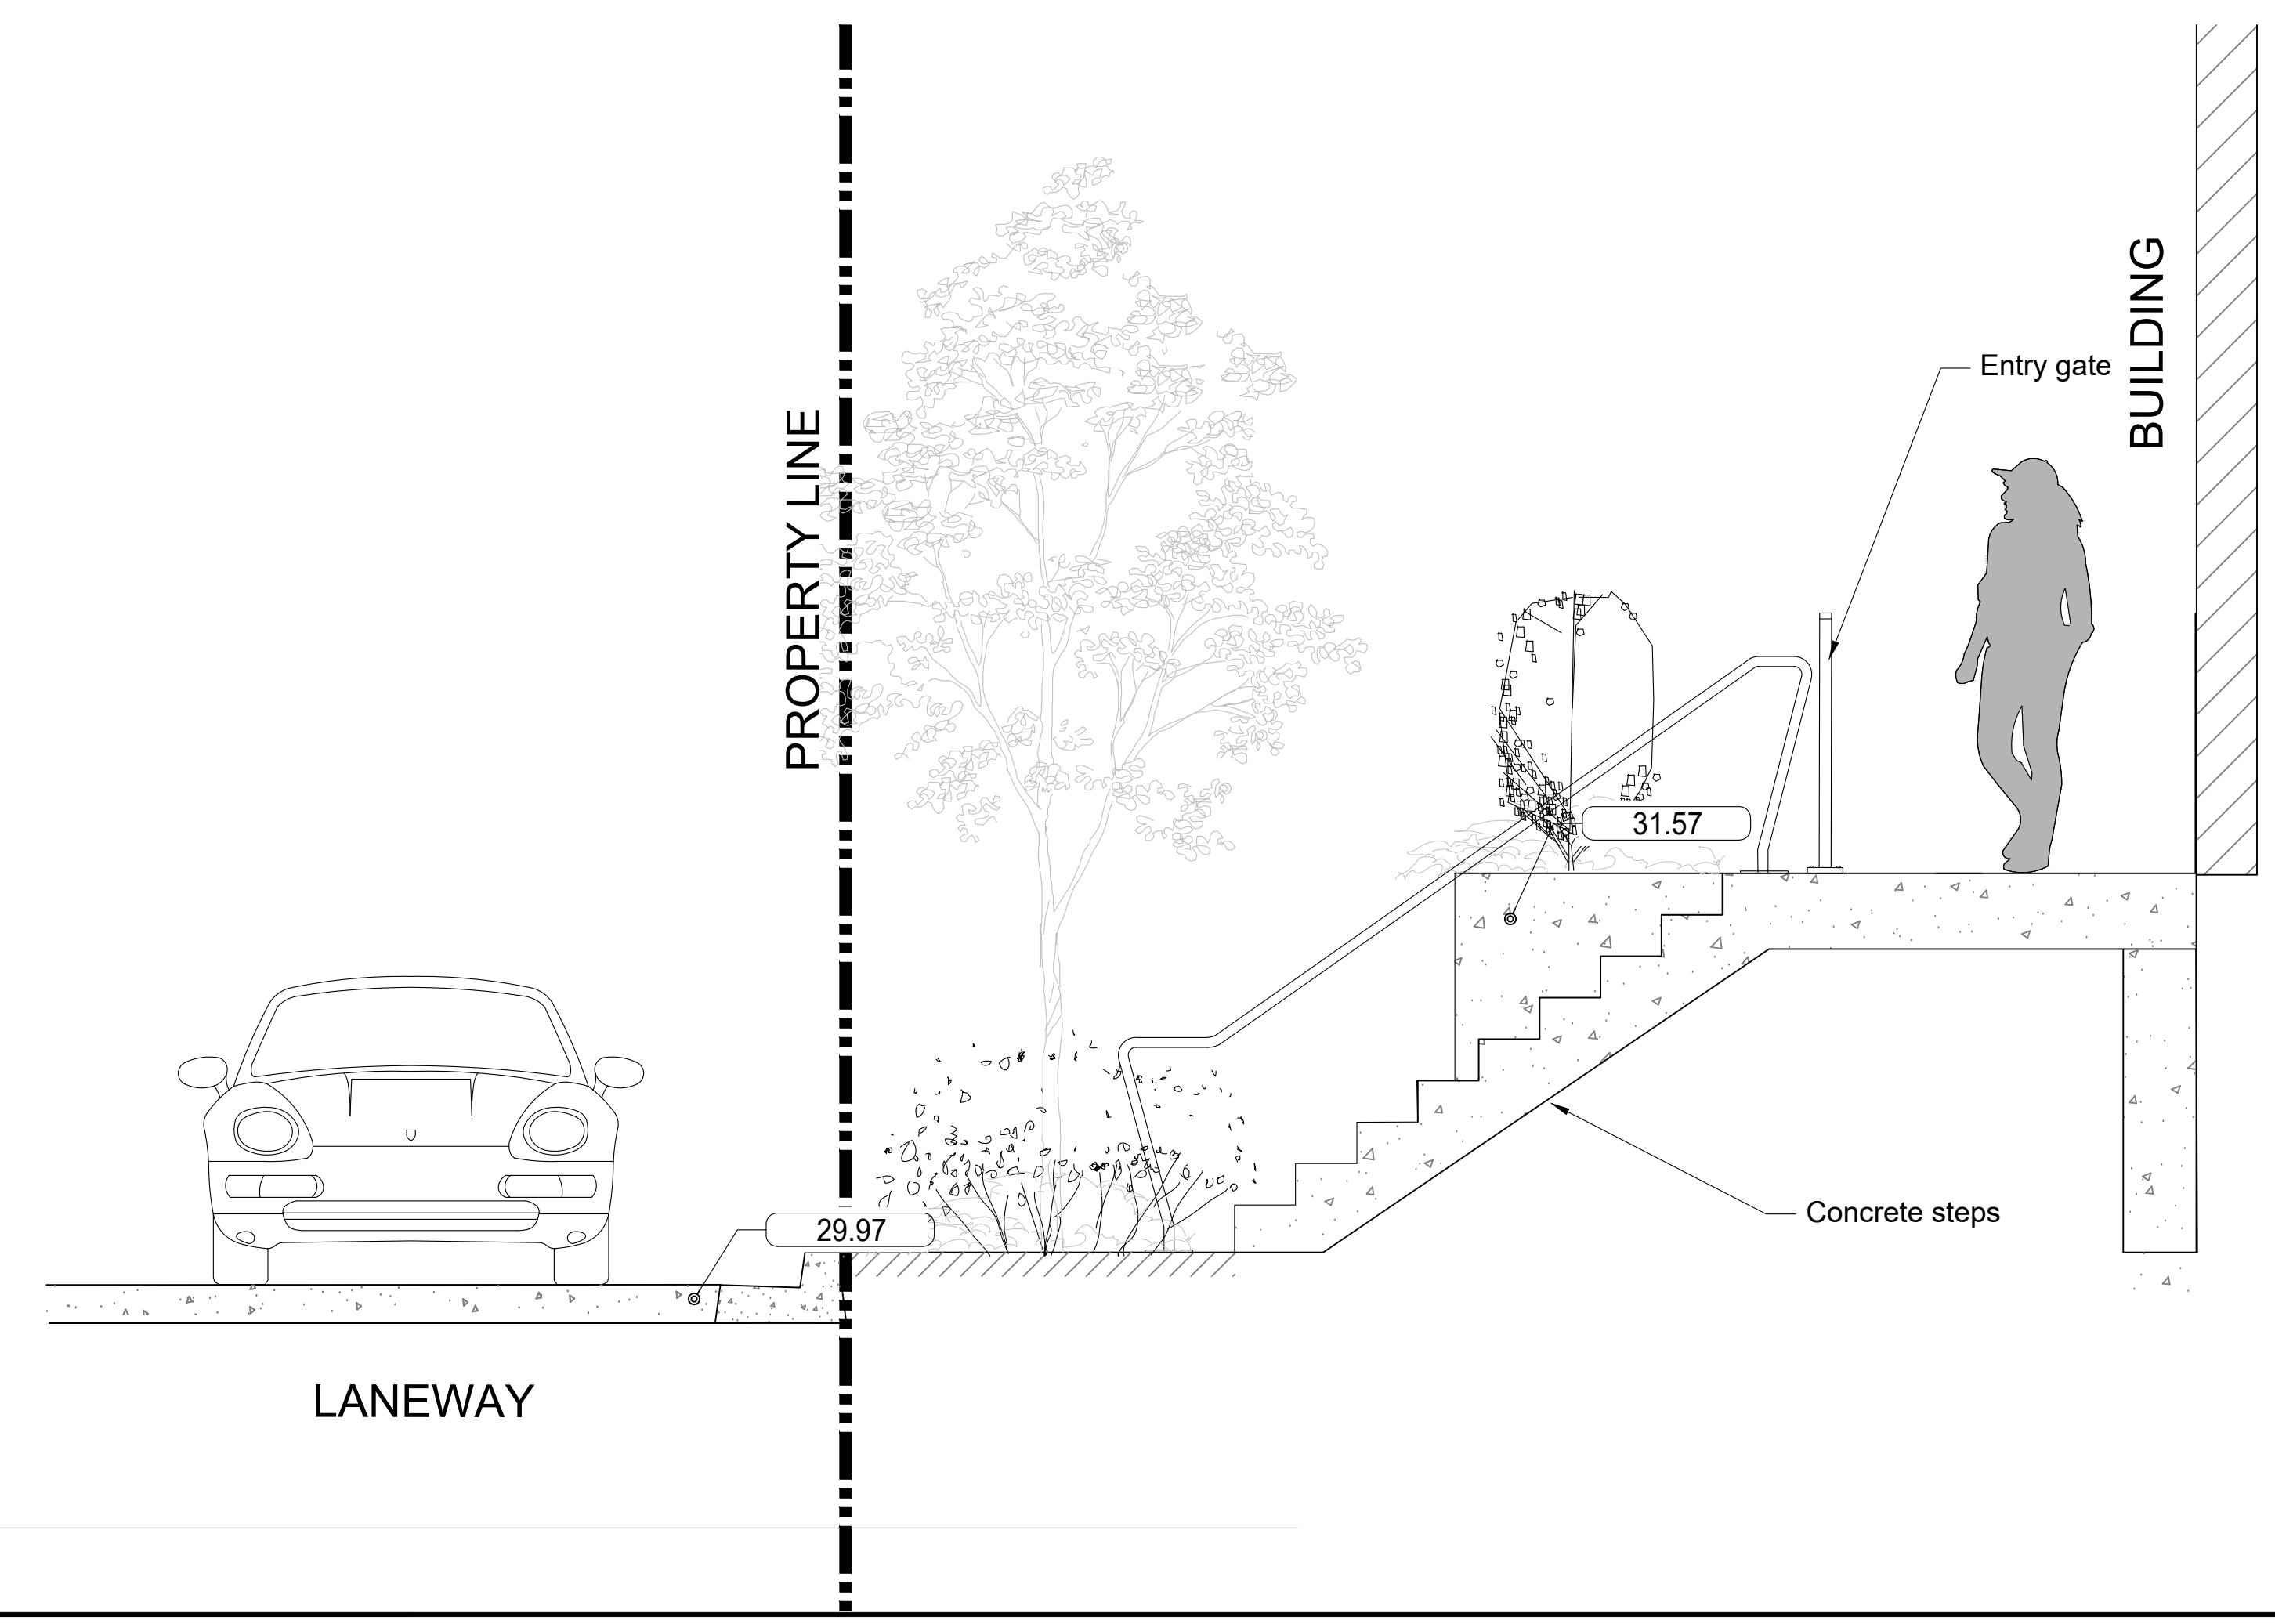 BUILDING
Entry gate
PROPERTY LINE
31.57
29.97
Concrete steps
LANEWAY